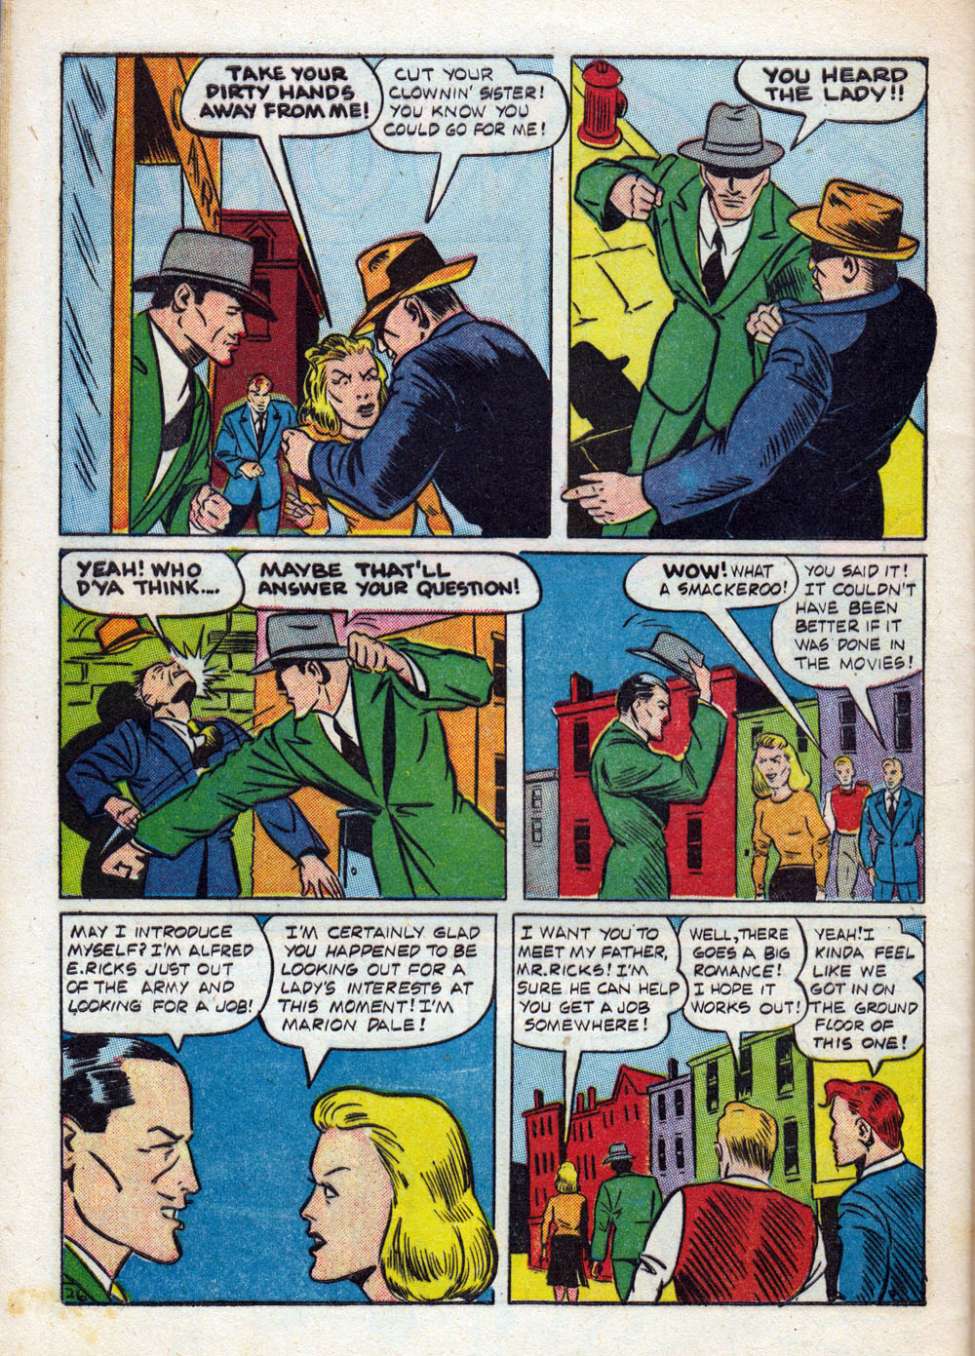 TAKE YOUR
DIRTY HANDS
AWAY FROM ME!
CUT YOUR
CLOWNIN' SISTER!
YOU KNOW YOU
COULD GO FOR ME!
YOU HEARD
THE LADY!!
YEAH! WHO
D'YA THINK....
MAYBE THAT'LL
ANSWER YOUR QUESTION!
WOW! WHAT
A SMACKEROO!
YOU SAID IT!
IT COULDN'T
HAVE BEEN
BETTER IF IT
WAS DONE IN
THE MOVIES!
MAY I INTRODUCE
MYSELF? I'M ALFRED
E. RICKS JUST OUT
OF THE ARMY AND
LOOKING FOR A JOB!
I'M CERTAINLY GLAD
YOU HAPPENED TO BE
LOOKING OUT FOR A
LADY'S INTERESTS AT
THIS MOMENT! I'M
MARION DALE!
I WANT YOU TO
MEET MY FATHER,
MR. RICKS! I'M
SURE HE CAN HELP
YOU GET A JOB
SOMEWHERE!
WELL, THERE
GOES A BIG
ROMANCE!
I HOPE IT
WORKS OUT!
YEAH! I
KINDA FEEL
LIKE WE
GOT IN ON
THE GROUND
FLOOR OF
THIS ONE!
26